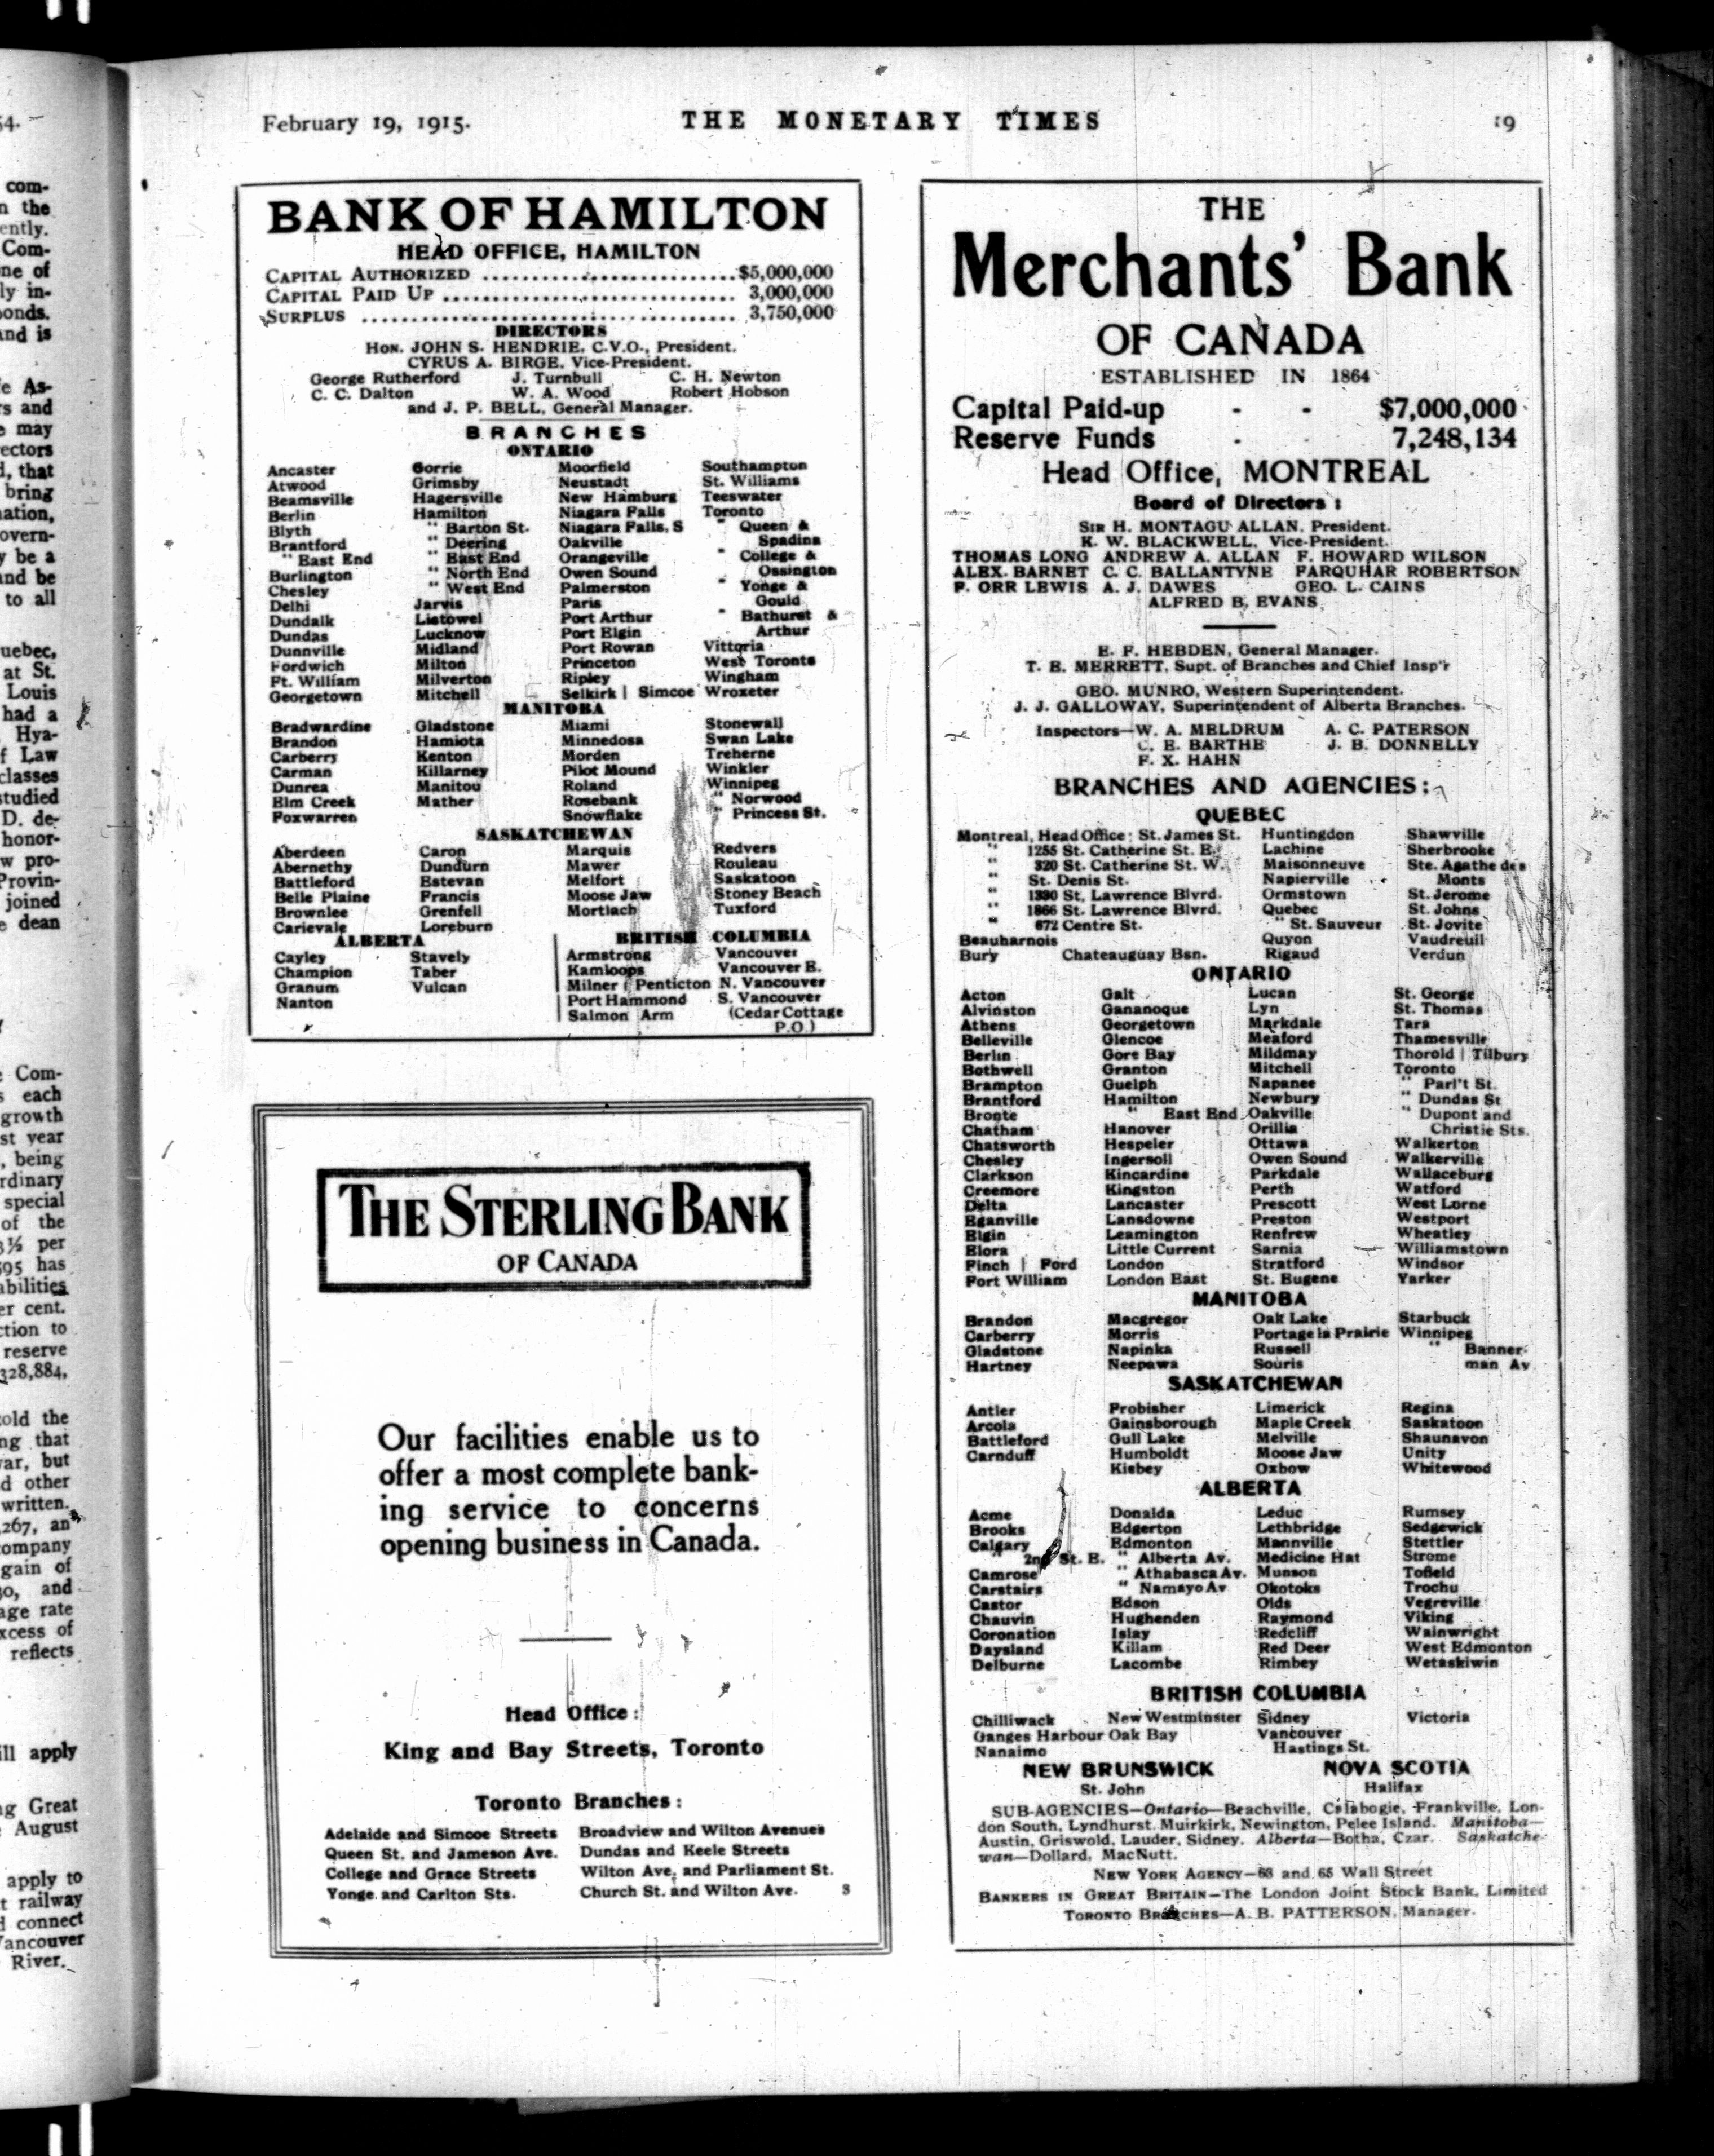 February 19, 1915.
THE MONETARY TIMES
19
BANK OF HAMILTON
HEAD OFFICE, HAMILTON
CAPITAL AUTHORIZED ........ $5,000,000
CAPITAL PAID UP ........ 3,000,000
SURPLUS ........ 3,750,000
DIRECTORS
HON. JOHN S. HENDRIE, C.V.O., President.
CYRUS A. BIRGE, Vice-President.
George Rutherford J. Turnbull C. H. Newton
C. C. Dalton W. A. Wood Robert Hobson
and J. P. BELL, General Manager.
BRANCHES
ONTARIO
Ancaster Gorrie Moorfield Southampton
Atwood Grimsby Neustadt St. Williams
Beamsville Hagersville New Hamburg Teeswater
Berlin Hamilton Niagara Falls Toronto
Blyth " Barton St. Niagara Falls, S " Queen &
Brantford " Deering Oakville Spadina
" East End " East End Orangeville " College &
Burlington " North End Owen Sound Ossington
Chesley " West End Palmerston " Yonge &
Delhi Jarvis Paris Gould
Dundalk Listowel Port Arthur " Bathurst &
Dundas Lucknow Port Elgin Arthur
Dunnville Midland Port Rowan Vittoria
Fordwich Milton Princeton West Toronto
Ft. William Milverton Ripley Wingham
Georgetown Mitchell Selkirk | Simcoe Wroxeter
MANITOBA
Bradwardine Gladstone Miami Stonewall
Brandon Hamiota Minnedosa Swan Lake
Carberry Kenton Morden Treherne
Carman Killarney Pilot Mound Winkler
Dunrea Manitou Roland Winnipeg
Elm Creek Mather Rosebank " Norwood
Foxwarren Snowflake " Princess St.
SASKATCHEWAN
Aberdeen Caron Marquis Redvers
Abernethy Dundurn Mawer Rouleau
Battleford Estevan Melfort Saskatoon
Belle Plaine Francis Moose Jaw Stoney Beach
Brownlee Grenfell Mortlach Tuxford
Carievale Loreburn
ALBERTA
Cayley Stavely
Champion Taber
Granum Vulcan
Nanton
BRITISH COLUMBIA
Armstrong Vancouver
Kamloops Vancouver E.
Milner | Penticton N. Vancouver
Port Hammond S. Vancouver
Salmon Arm (Cedar Cottage
P.O.)
THE STERLING BANK
OF CANADA
Our facilities enable us to
offer a most complete bank-
ing service to concerns
opening business in Canada.
Head Office:
King and Bay Streets, Toronto
Toronto Branches:
Adelaide and Simcoe Streets Broadview and Wilton Avenues
Queen St. and Jameson Ave. Dundas and Keele Streets
College and Grace Streets Wilton Ave. and Parliament St.
Yonge and Carlton Sts. Church St. and Wilton Ave. 3
THE
Merchants' Bank
OF CANADA
ESTABLISHED IN 1864
Capital Paid-up - - $7,000,000
Reserve Funds - - 7,248,134
Head Office, MONTREAL
Board of Directors:
SIR H. MONTAGU ALLAN, President.
K. W. BLACKWELL, Vice-President.
THOMAS LONG ANDREW A. ALLAN F. HOWARD WILSON
ALEX. BARNET C. C. BALLANTYNE FARQUHAR ROBERTSON
F. ORR LEWIS A. J. DAWES GEO. L. CAINS
ALFRED B. EVANS
E. F. HEBDEN, General Manager.
T. E. MERRETT, Supt. of Branches and Chief Insp'r
GEO. MUNRO, Western Superintendent.
J. J. GALLOWAY, Superintendent of Alberta Branches.
Inspectors—W. A. MELDRUM A. C. PATERSON
C. E. BARTHE J. B. DONNELLY
F. X. HAHN
BRANCHES AND AGENCIES:
QUEBEC
Montreal, Head Office: St. James St. Huntingdon Shawville
" 1255 St. Catherine St. E. Lachine Sherbrooke
" 320 St. Catherine St. W. Maisonneuve Ste. Agathe des
" St. Denis St. Napierville Monts
" 1330 St. Lawrence Blvrd. Ormstown St. Jerome
" 1866 St. Lawrence Blvrd. Quebec St. Johns
" 672 Centre St. " St. Sauveur St. Jovite
Beauharnois Quyon Vaudreuil
Bury Chateauguay Bsn. Rigaud Verdun
ONTARIO
Acton Galt Lucan St. George
Alvinston Gananoque Lyn St. Thomas
Athens Georgetown Markdale Tara
Belleville Glencoe Meaford Thamesville
Berlin Gore Bay Mildmay Thorold | Tilbury
Bothwell Granton Mitchell Toronto
Brampton Guelph Napanee " Parl't St.
Brantford Hamilton Newbury " Dundas St
Bronte " East End Oakville " Dupont and
Chatham Hanover Orillia Christie Sts.
Chatsworth Hespeler Ottawa Walkerton
Chesley Ingersoll Owen Sound Walkerville
Clarkson Kincardine Parkdale Wallaceburg
Creemore Kingston Perth Watford
Delta Lancaster Prescott West Lorne
Eganville Lansdowne Preston Westport
Elgin Leamington Renfrew Wheatley
Elora Little Current Sarnia Williamstown
Finch | Ford London Stratford Windsor
Fort William London East St. Eugene Yarker
MANITOBA
Brandon Macgregor Oak Lake Starbuck
Carberry Morris Portage la Prairie Winnipeg
Gladstone Napinka Russell " Banner-
Hartney Neepawa Souris man Av
SASKATCHEWAN
Antler Frobisher Limerick Regina
Arcola Gainsborough Maple Creek Saskatoon
Battleford Gull Lake Melville Shaunavon
Carnduff Humboldt Moose Jaw Unity
Kisbey Oxbow Whitewood
ALBERTA
Acme Donalda Leduc Rumsey
Brooks Edgerton Lethbridge Sedgewick
Calgary Edmonton Mannville Stettler
" 2nd St. E. " Alberta Av. Medicine Hat Strome
Camrose " Athabasca Av. Munson Tofield
Carstairs " Namayo Av Okotoks Trochu
Castor Edson Olds Vegreville
Chauvin Hughenden Raymond Viking
Coronation Islay Redcliff Wainwright
Daysland Killam Red Deer West Edmonton
Delburne Lacombe Rimbey Wetaskiwin
BRITISH COLUMBIA
Chilliwack New Westminster Sidney Victoria
Ganges Harbour Oak Bay Vancouver
Nanaimo Hastings St.
NEW BRUNSWICK NOVA SCOTIA
St. John Halifax
SUB-AGENCIES—Ontario—Beachville, Calabogie, Frankville, Lon-
don South, Lyndhurst, Muirkirk, Newington, Pelee Island. Manitoba—
Austin, Griswold, Lauder, Sidney. Alberta—Botha, Czar. Saskatche-
wan—Dollard, MacNutt.
NEW YORK AGENCY—63 and 65 Wall Street
BANKERS IN GREAT BRITAIN—The London Joint Stock Bank, Limited
TORONTO BRANCHES—A. B. PATTERSON, Manager.